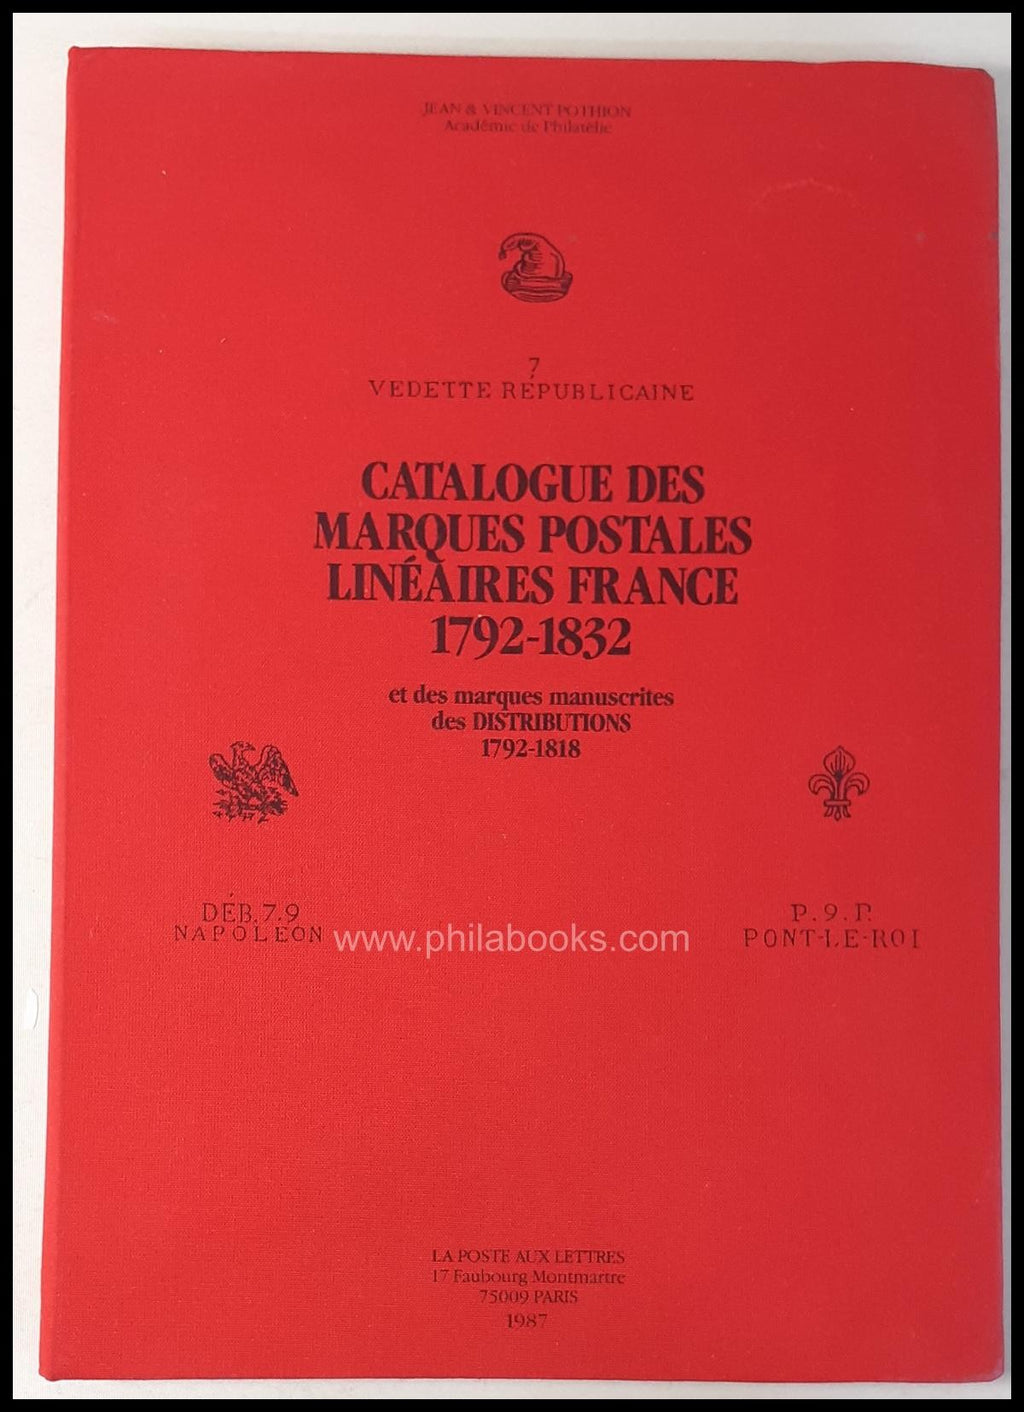 JEAN & VINCENT POTHION
Académie de Philatélie
7
VEDETTE RÉPUBLICAINE
CATALOGUE DES
MARQUES POSTALES
LINÉAIRES FRANCE
1792-1832
et des marques manuscrites
des DISTRIBUTIONS
1792-1818
DÉB.7.9
NAPOLEON
www.philabooks.com
P.9.P.
PONT-LE-ROI
LA POSTE AUX LETTRES
17 Faubourg Montmartre
75009 PARIS
1987